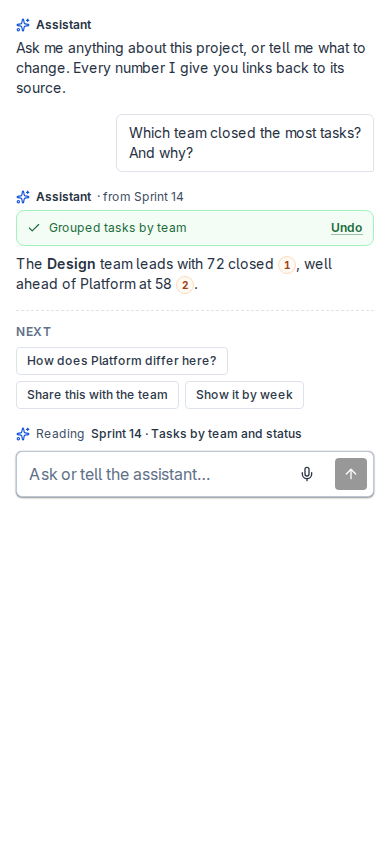 Assistant
Ask me anything about this project, or tell me what to
change. Every number I give you links back to its
source.
Which team closed the most tasks?
And why?
Assistant · from Sprint 14
Grouped tasks by team Undo
The Design team leads with 72 closed 1, well
ahead of Platform at 58 2.
NEXT
How does Platform differ here?
Share this with the team Show it by week
Reading Sprint 14 · Tasks by team and status
Ask or tell the assistant...